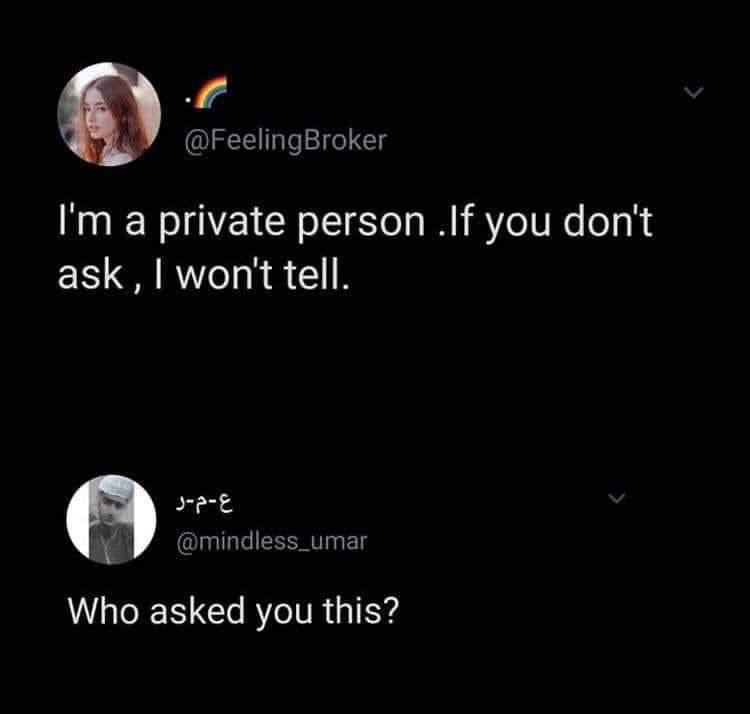 .🌈
@FeelingBroker
I'm a private person .If you don't
ask , I won't tell.
ع-م-ر
@mindless_umar
Who asked you this?